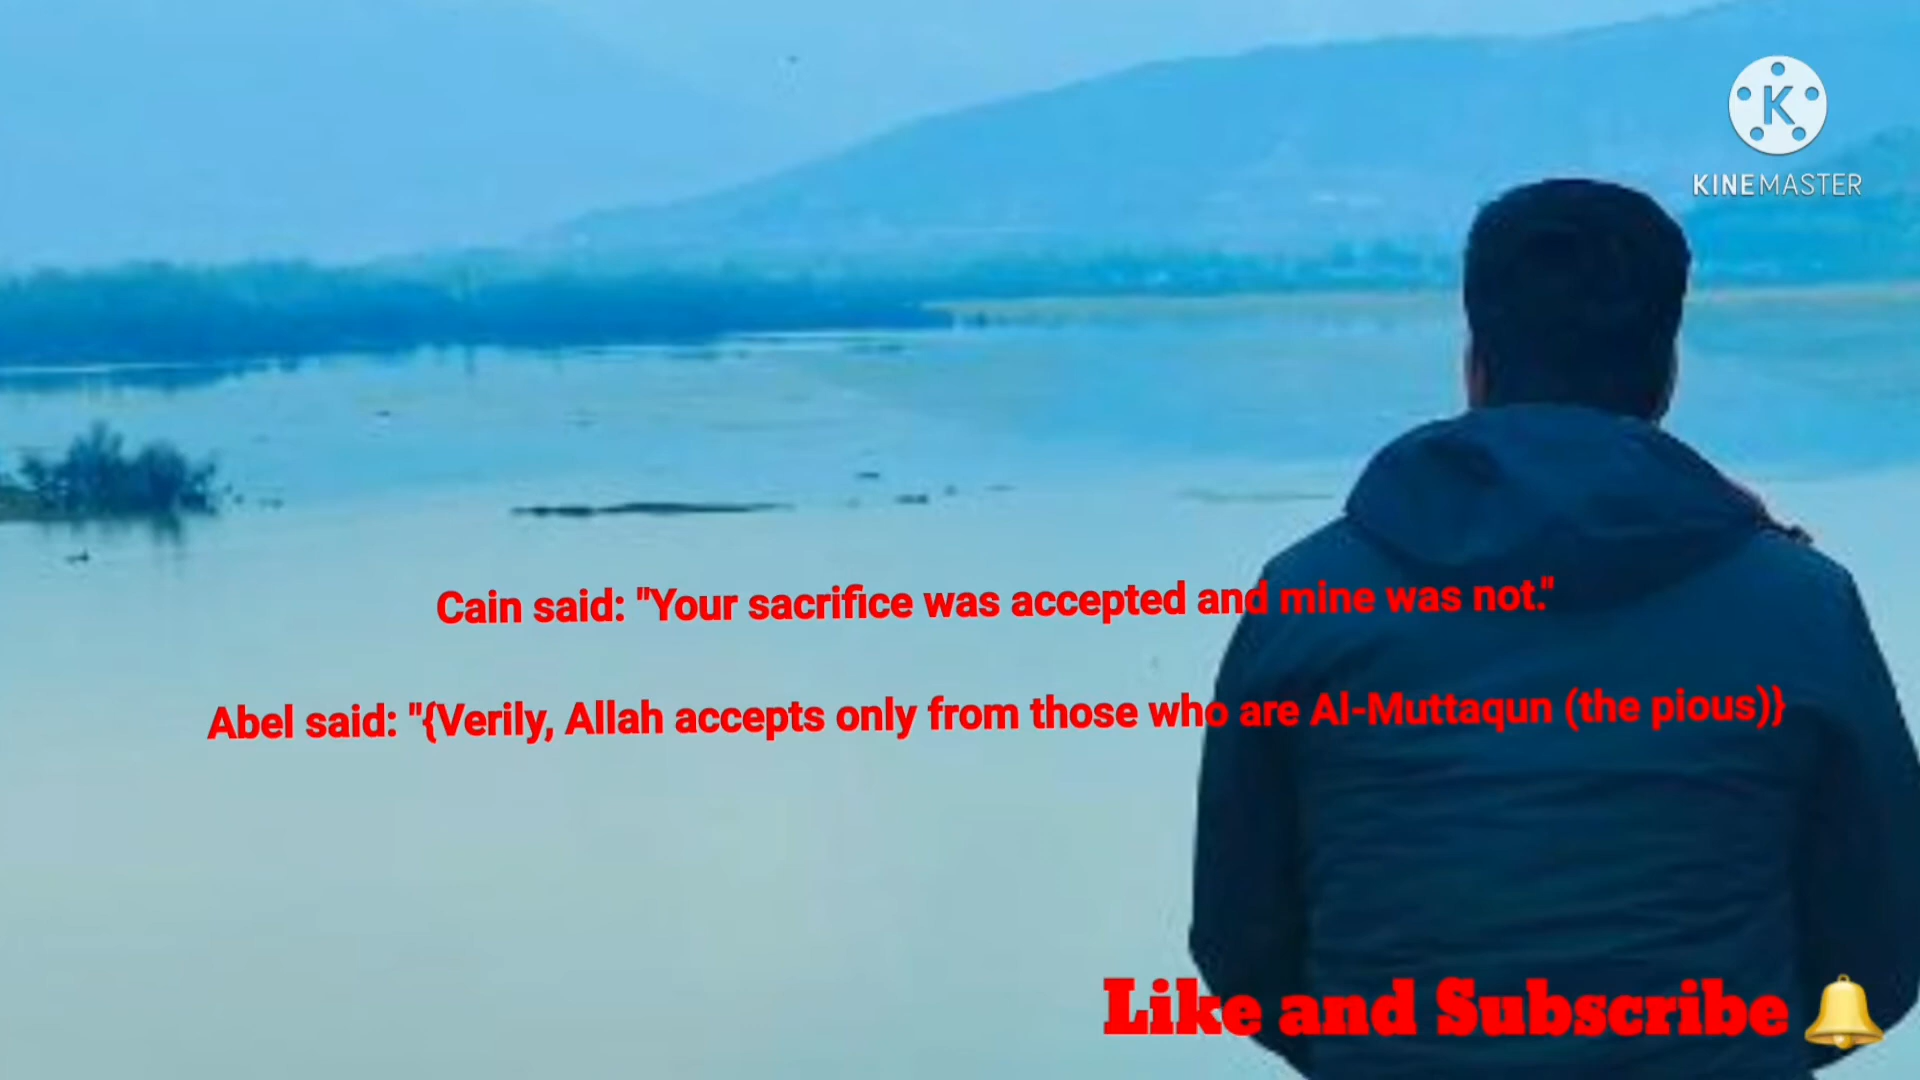 K
KINEMASTER
Cain said: "Your sacrifice was accepted and mine was not."
Abel said: "{Verily, Allah accepts only from those who are Al-Muttaqun (the pious)}
Like and Subscribe 🔔